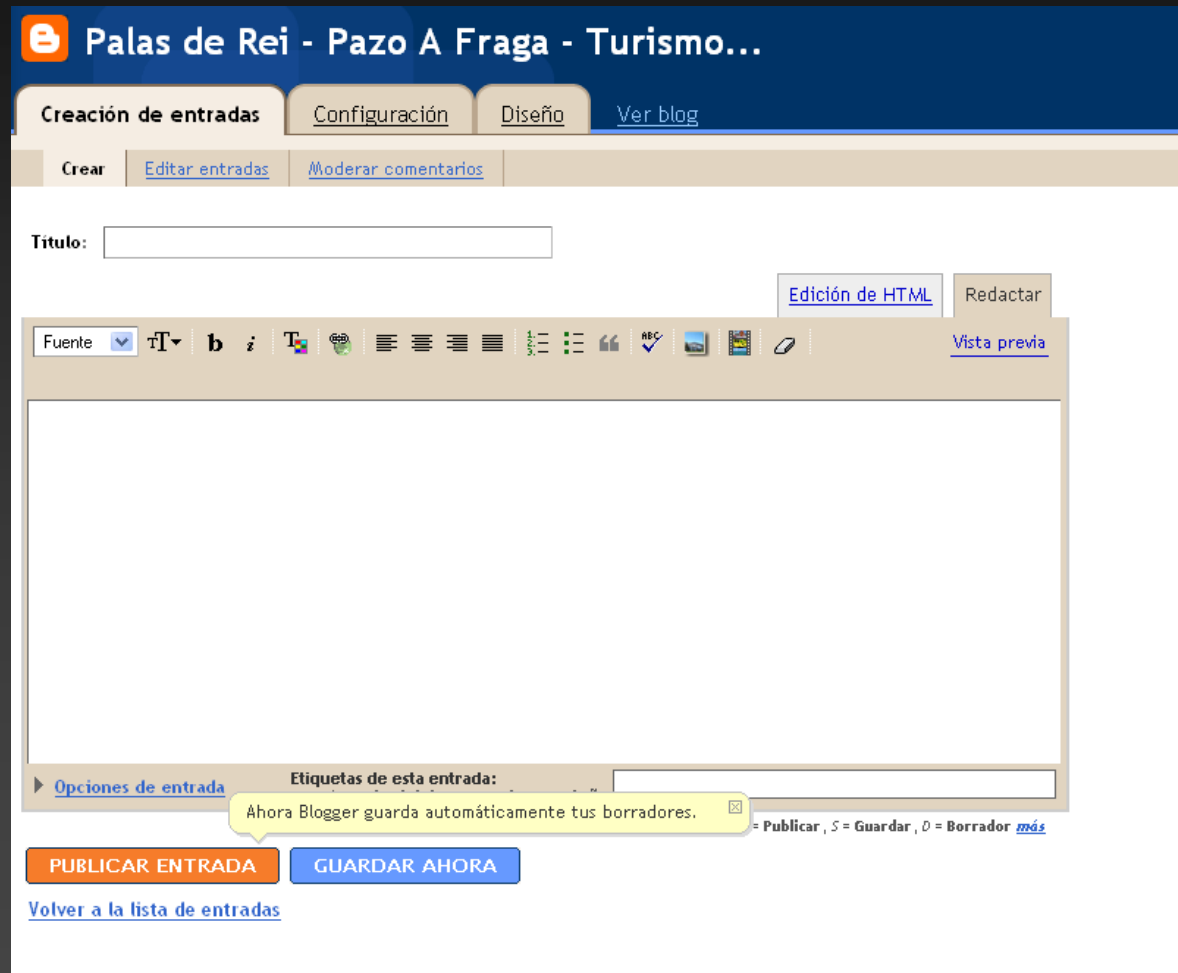 Palas de Rei - Pazo A Fraga - Turismo...
Creación de entradas Configuración Diseño Ver blog
Crear Editar entradas Moderar comentarios
Título:
Edición de HTML Redactar
Fuente Vista previa
Opciones de entrada Etiquetas de esta entrada:
Ahora Blogger guarda automáticamente tus borradores.
= Publicar , S = Guardar , D = Borrador más
PUBLICAR ENTRADA GUARDAR AHORA
Volver a la lista de entradas